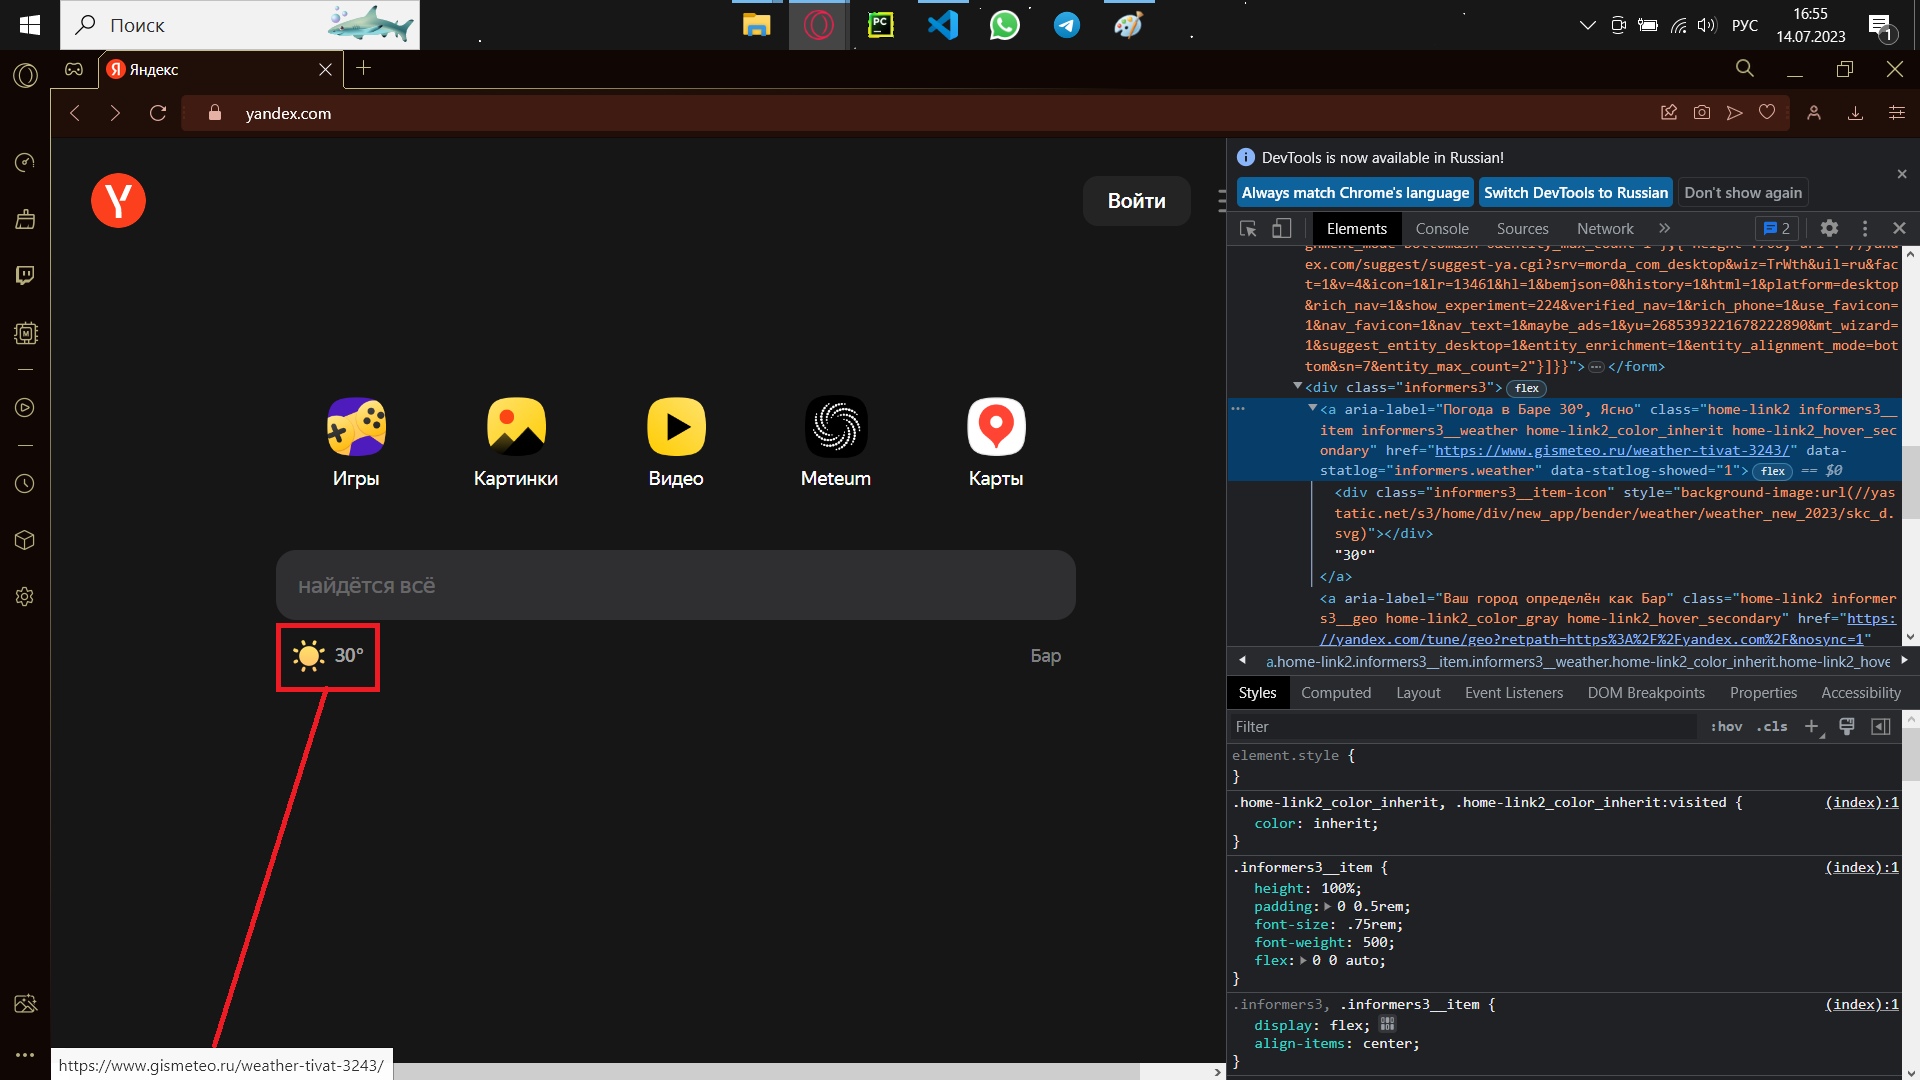 Поиск
РУС
16:55
14.07.2023
1
Яндекс
yandex.com
Войти
Игры
Картинки
Видео
Meteum
Карты
найдётся всё
30°
Бар
https://www.gismeteo.ru/weather-tivat-3243/
DevTools is now available in Russian!
Always match Chrome's language
Switch DevTools to Russian
Don't show again
Elements Console Sources Network » 2
ex.com/suggest/suggest-ya.cgi?srv=morda_com_desktop&wiz=TrWth&uil=ru&fac
t=1&v=4&icon=1&lr=13461&hl=1&bemjson=0&history=1&html=1&platform=desktop
&rich_nav=1&show_experiment=224&verified_nav=1&rich_phone=1&use_favicon=
1&nav_favicon=1&nav_text=1&maybe_ads=1&yu=2685393221678222890&mt_wizard=
1&suggest_entity_desktop=1&entity_enrichment=1&entity_alignment_mode=bot
tom&sn=7&entity_max_count=2"}]}}">…</form>
<div class="informers3"> flex
<a aria-label="Погода в Баре 30°, Ясно" class="home-link2 informers3__
item informers3__weather home-link2_color_inherit home-link2_hover_sec
ondary" href="https://www.gismeteo.ru/weather-tivat-3243/" data-
statlog="informers.weather" data-statlog-showed="1"> flex == $0
<div class="informers3__item-icon" style="background-image:url(//yas
tatic.net/s3/home/div/new_app/bender/weather/weather_new_2023/skc_d.
svg)"></div>
"30°"
</a>
<a aria-label="Ваш город определён как Бар" class="home-link2 informer
s3__geo home-link2_color_gray home-link2_hover_secondary" href="https:
//yandex.com/tune/geo?retpath=https%3A%2F%2Fyandex.com%2F&nosync=1"
a.home-link2.informers3__item.informers3__weather.home-link2_color_inherit.home-link2_hove
Styles Computed Layout Event Listeners DOM Breakpoints Properties Accessibility
Filter :hov .cls +
element.style {
}
.home-link2_color_inherit, .home-link2_color_inherit:visited { (index):1
color: inherit;
}
.informers3__item { (index):1
height: 100%;
padding: 0 0.5rem;
font-size: .75rem;
font-weight: 500;
flex: 0 0 auto;
}
.informers3, .informers3__item { (index):1
display: flex;
align-items: center;
}